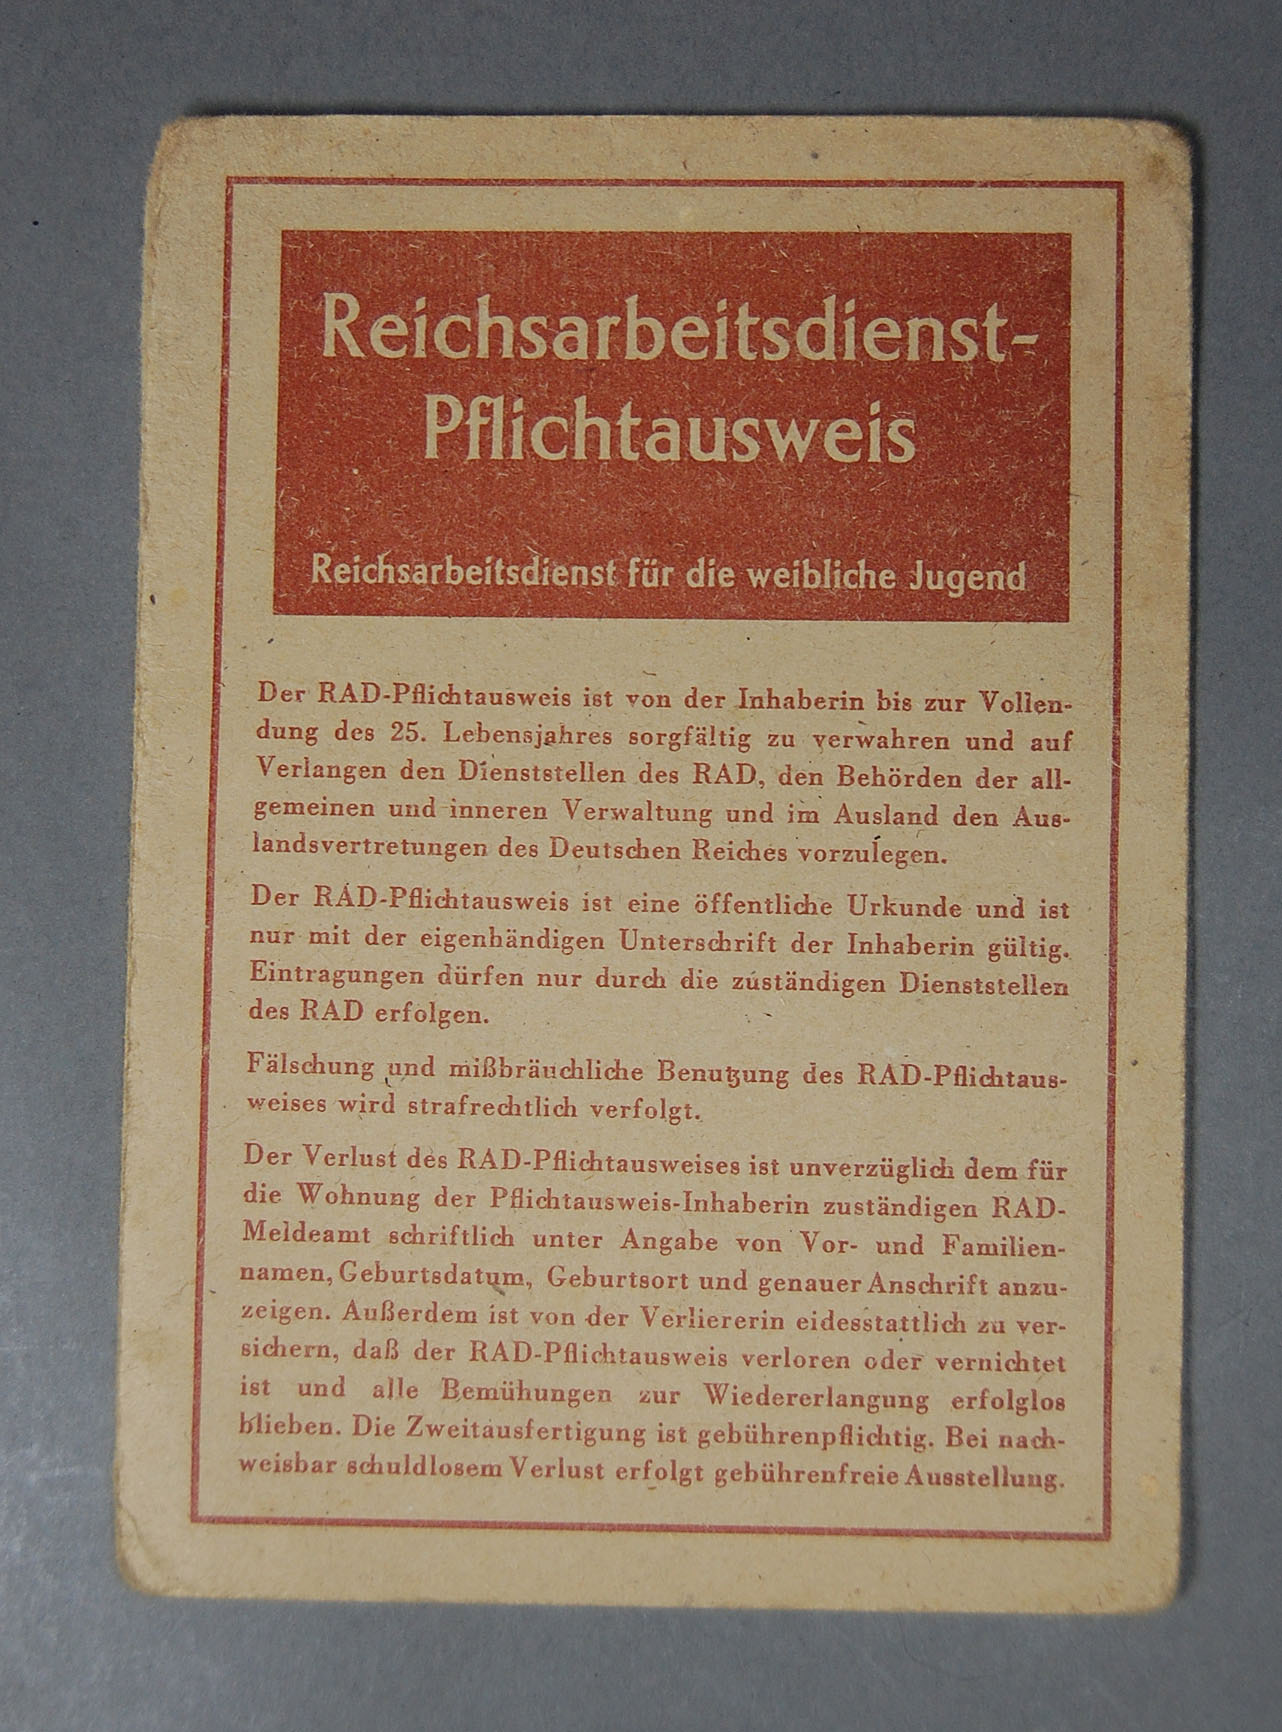 Reichsarbeitsdienst-
Pflichtausweis
Reichsarbeitsdienst für die weibliche Jugend
Der RAD-Pflichtausweis ist von der Inhaberin bis zur Vollen-
dung des 25. Lebensjahres sorgfältig zu verwahren und auf
Verlangen den Dienststellen des RAD, den Behörden der all-
gemeinen und inneren Verwaltung und im Ausland den Aus-
landsvertretungen des Deutschen Reiches vorzulegen.
Der RAD-Pflichtausweis ist eine öffentliche Urkunde und ist
nur mit der eigenhändigen Unterschrift der Inhaberin gültig.
Eintragungen dürfen nur durch die zuständigen Dienststellen
des RAD erfolgen.
Fälschung und mißbräuchliche Benutzung des RAD-Pflichtaus-
weises wird strafrechtlich verfolgt.
Der Verlust des RAD-Pflichtausweises ist unverzüglich dem für
die Wohnung der Pflichtausweis-Inhaberin zuständigen RAD-
Meldeamt schriftlich unter Angabe von Vor- und Familien-
namen, Geburtsdatum, Geburtsort und genauer Anschrift anzu-
zeigen. Außerdem ist von der Verliererin eidesstattlich zu ver-
sichern, daß der RAD-Pflichtausweis verloren oder vernichtet
ist und alle Bemühungen zur Wiedererlangung erfolglos
blieben. Die Zweitausfertigung ist gebührenpflichtig. Bei nach-
weisbar schuldlosem Verlust erfolgt gebührenfreie Ausstellung.